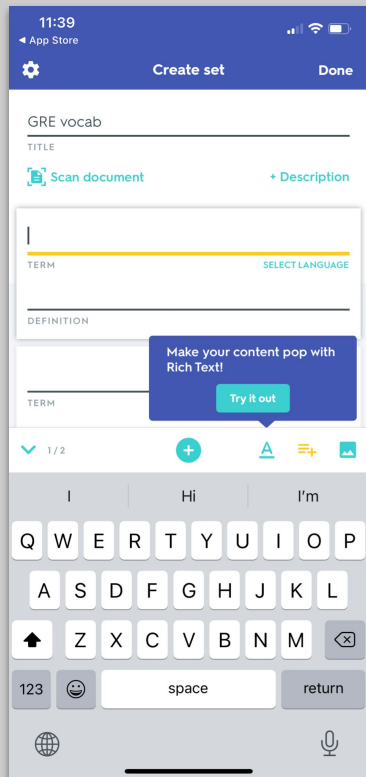 11:39
◄ App Store
Create set
Done
GRE vocab
TITLE
Scan document
+ Description
TERM
SELECT LANGUAGE
DEFINITION
Make your content pop with
Rich Text!
Try it out
TERM
1/2
A
I
Hi
I'm
Q W E R T Y U I O P
A S D F G H J K L
Z X C V B N M
123
space
return